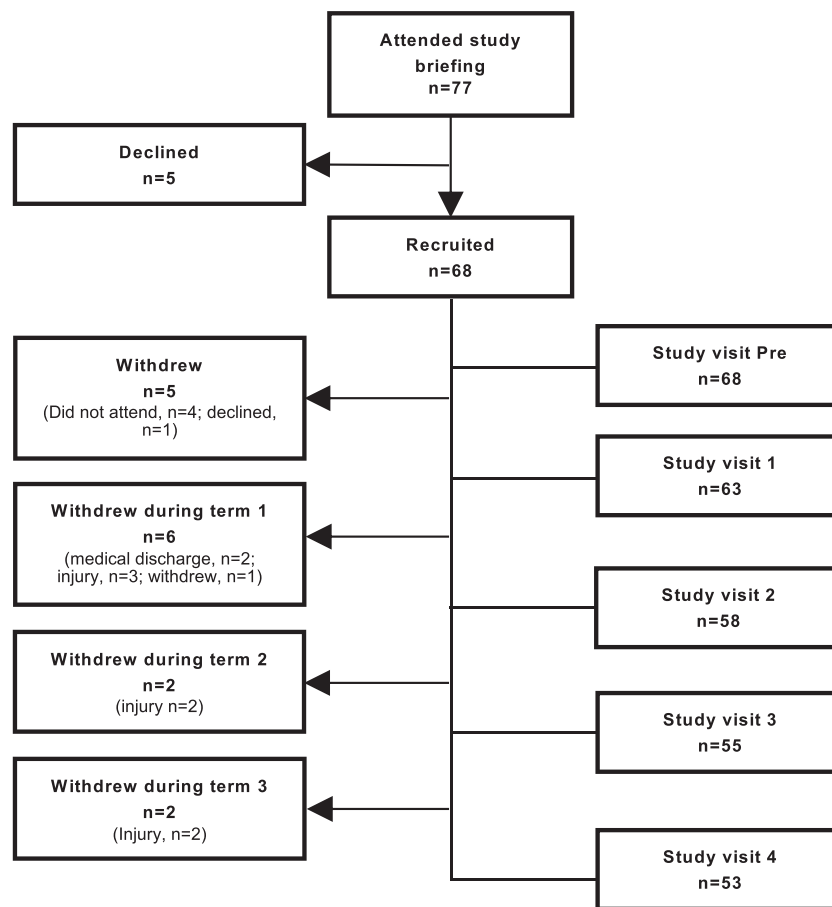 Attended study
briefing
n=77
Declined
n=5
Recruited
n=68
Study visit Pre
n=68
Withdrew
n=5
(Did not attend, n=4; declined,
n=1)
Study visit 1
n=63
Withdrew during term 1
n=6
(medical discharge, n=2;
injury, n=3; withdrew, n=1)
Study visit 2
n=58
Withdrew during term 2
n=2
(injury n=2)
Study visit 3
n=55
Withdrew during term 3
n=2
(Injury, n=2)
Study visit 4
n=53